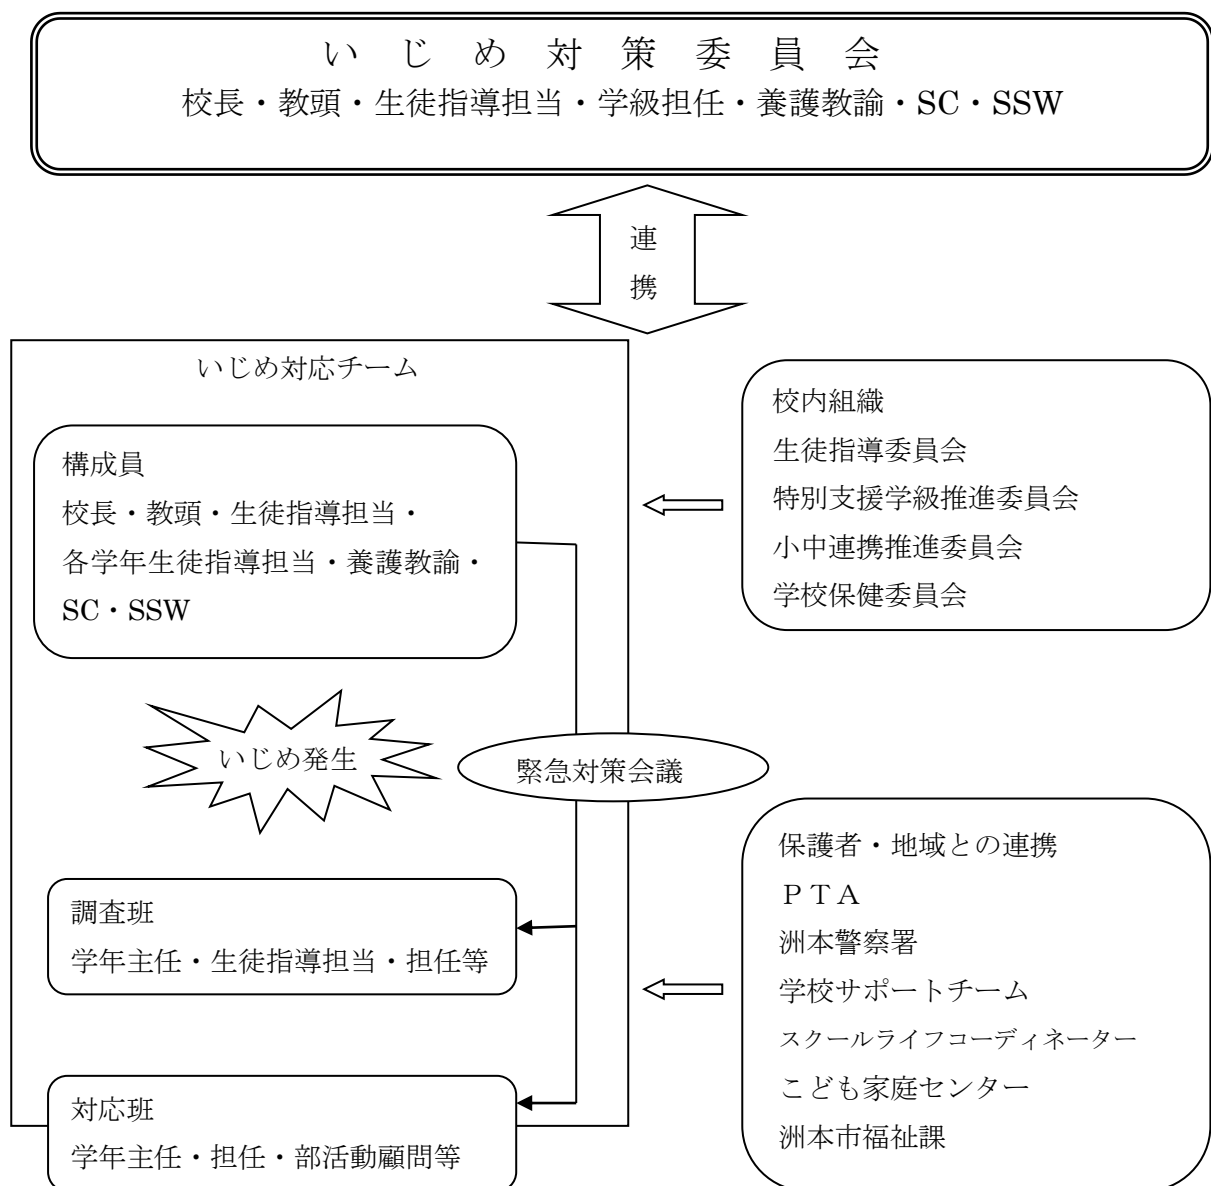 いじめ対策委員会
校長・教頭・生徒指導担当・学級担任・養護教諭・SC・SSW
連
携
いじめ対応チーム
構成員
校長・教頭・生徒指導担当・
各学年生徒指導担当・養護教諭・
SC・SSW
校内組織
生徒指導委員会
特別支援学級推進委員会
小中連携推進委員会
学校保健委員会
いじめ発生
緊急対策会議
調査班
学年主任・生徒指導担当・担任等
対応班
学年主任・担任・部活動顧問等
保護者・地域との連携
ＰＴＡ
洲本警察署
学校サポートチーム
スクールライフコーディネーター
こども家庭センター
洲本市福祉課